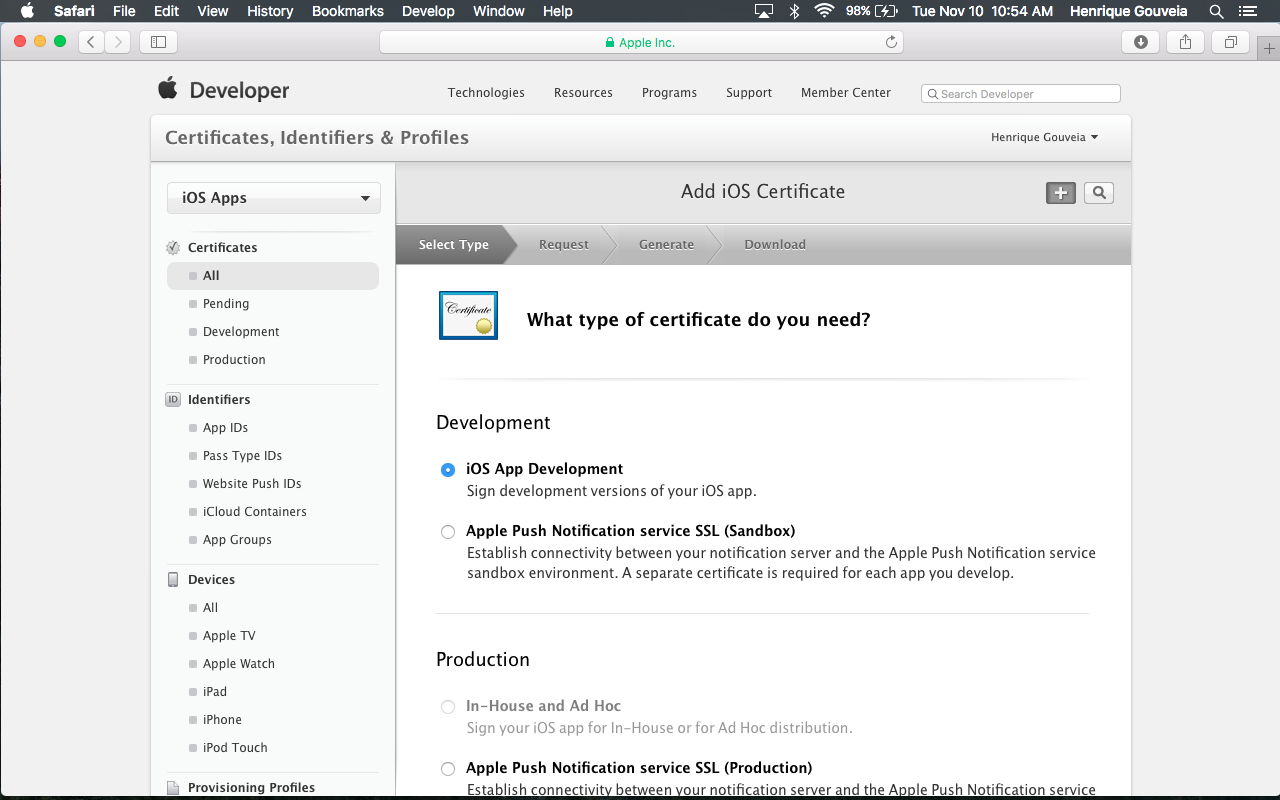 Safari File Edit View History Bookmarks Develop Window Help 98% Tue Nov 10 10:54 AM Henrique Gouveia
Apple Inc.
Developer
Technologies Resources Programs Support Member Center Search Developer
Certificates, Identifiers & Profiles Henrique Gouveia
iOS Apps
Add iOS Certificate
Select Type Request Generate Download
Certificates
All
Pending
Development
Production
Identifiers
App IDs
Pass Type IDs
Website Push IDs
iCloud Containers
App Groups
Devices
All
Apple TV
Apple Watch
iPad
iPhone
iPod Touch
Provisioning Profiles
ID
Certificate
What type of certificate do you need?
Development
iOS App Development
Sign development versions of your iOS app.
Apple Push Notification service SSL (Sandbox)
Establish connectivity between your notification server and the Apple Push Notification service
sandbox environment. A separate certificate is required for each app you develop.
Production
In-House and Ad Hoc
Sign your iOS app for In-House or for Ad Hoc distribution.
Apple Push Notification service SSL (Production)
Establish connectivity between your notification server and the Apple Push Notification service